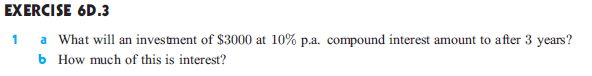 EXERCISE 6D.3
1 a What will an investment of $3000 at 10% p.a. compound interest amount to after 3 years?
b How much of this is interest?